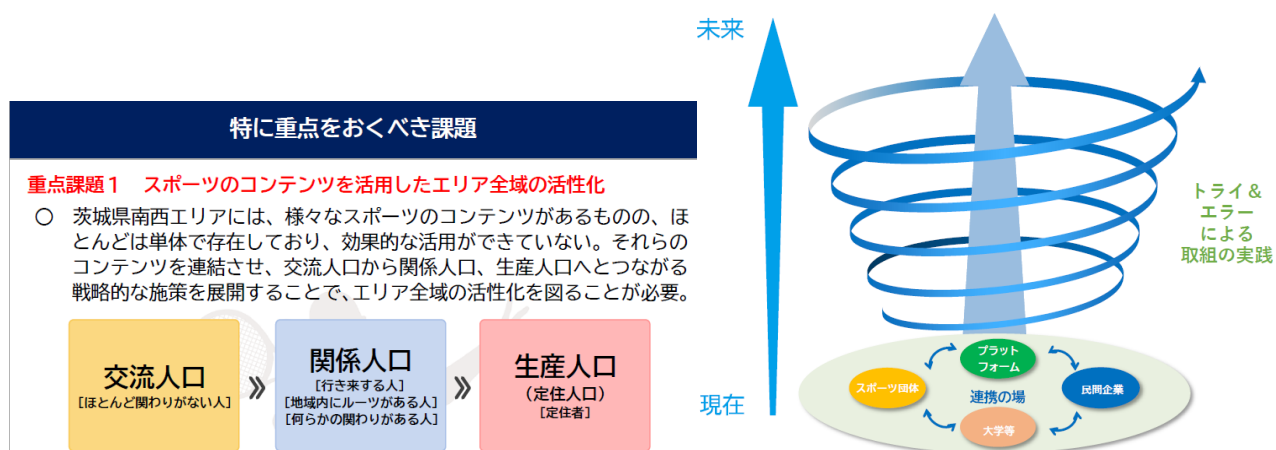 特に重点をおくべき課題
重点課題1　スポーツのコンテンツを活用したエリア全域の活性化
〇　茨城県南西エリアには、様々なスポーツのコンテンツがあるものの、ほ
とんどは単体で存在しており、効果的な活用ができていない。それらの
コンテンツを連結させ、交流人口から関係人口、生産人口へとつながる
戦略的な施策を展開することで、エリア全域の活性化を図ることが必要。
交流人口
[ほとんど関わりがない人]
»
関係人口
[行き来する人]
[地域内にルーツがある人]
[何らかの関わりがある人]
»
生産人口
(定住人口)
[定住者]
未来
現在
トライ&
エラー
による
取組の実践
プラット
フォーム
スポーツ団体
連携の場
民間企業
大学等